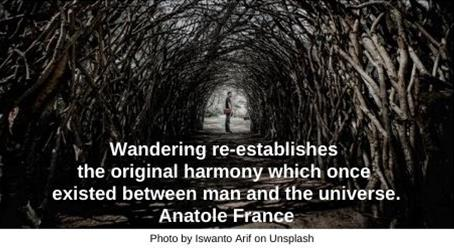 Wandering re-establishes
the original harmony which once
existed between man and the universe.
Anatole France
Photo by Iswanto Arif on Unsplash